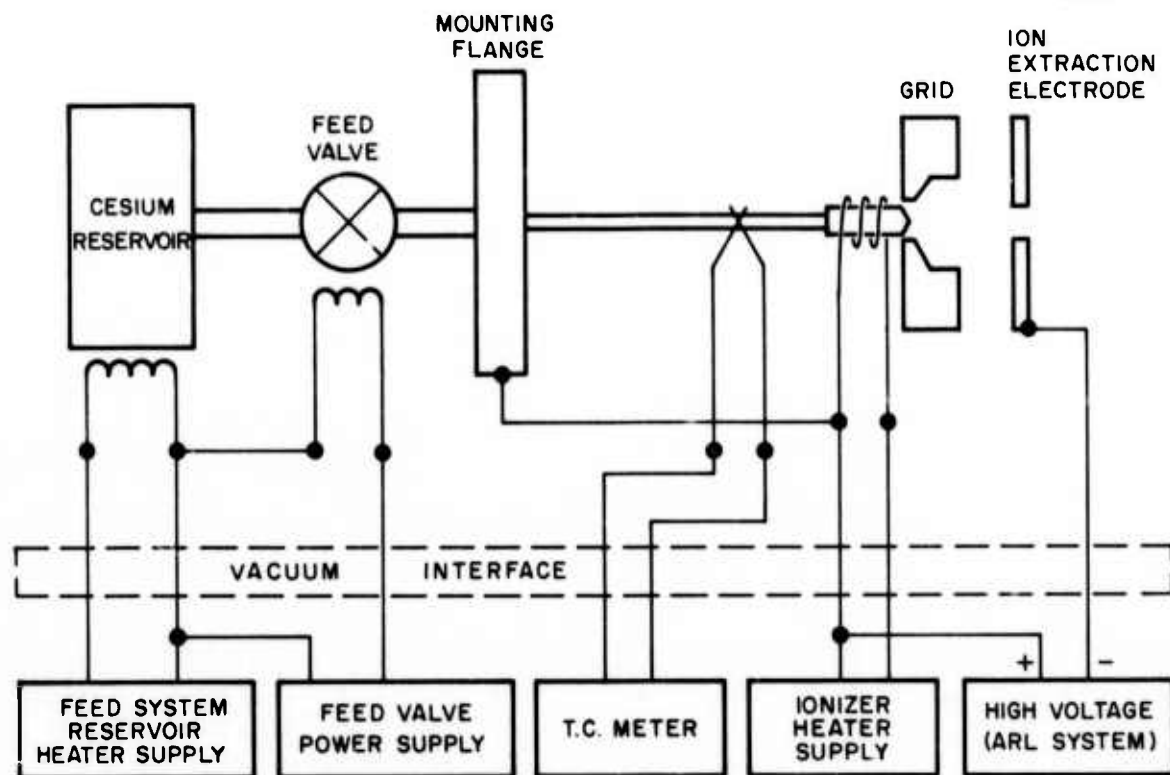 MOUNTING
FLANGE
ION
EXTRACTION
ELECTRODE
GRID
FEED
VALVE
CESIUM
RESERVOIR
VACUUM INTERFACE
+ −
FEED SYSTEM
RESERVOIR
HEATER SUPPLY
FEED VALVE
POWER SUPPLY
T.C. METER
IONIZER
HEATER
SUPPLY
HIGH VOLTAGE
(ARL SYSTEM)